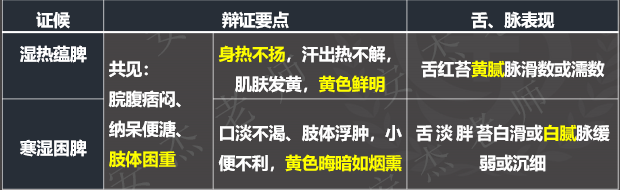 证候 辩证要点 舌、脉表现
湿热蕴脾
共见：
脘腹痞闷、
纳呆便溏、
肢体困重
身热不扬，汗出热不解，
肌肤发黄，黄色鲜明
舌红苔黄腻脉滑数或濡数
寒湿困脾
口淡不渴、肢体浮肿，小
便不利，黄色晦暗如烟熏
舌淡胖苔白滑或白腻脉缓
弱或沉细
安杰老师